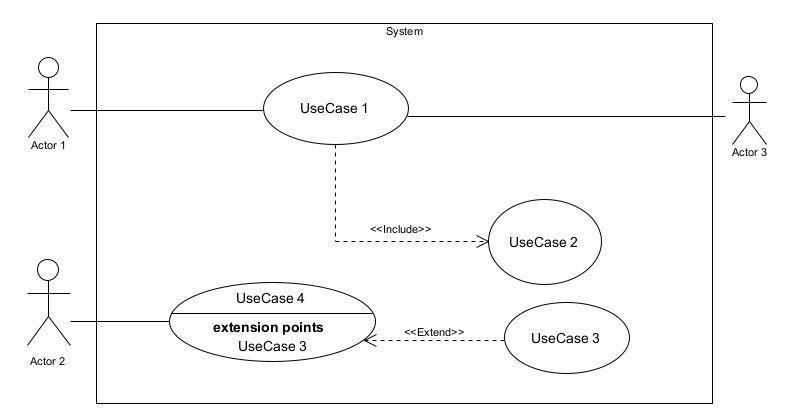 System
UseCase 1
Actor 1
Actor 3
<<Include>>
UseCase 2
UseCase 4
extension points
UseCase 3
<<Extend>>
UseCase 3
Actor 2